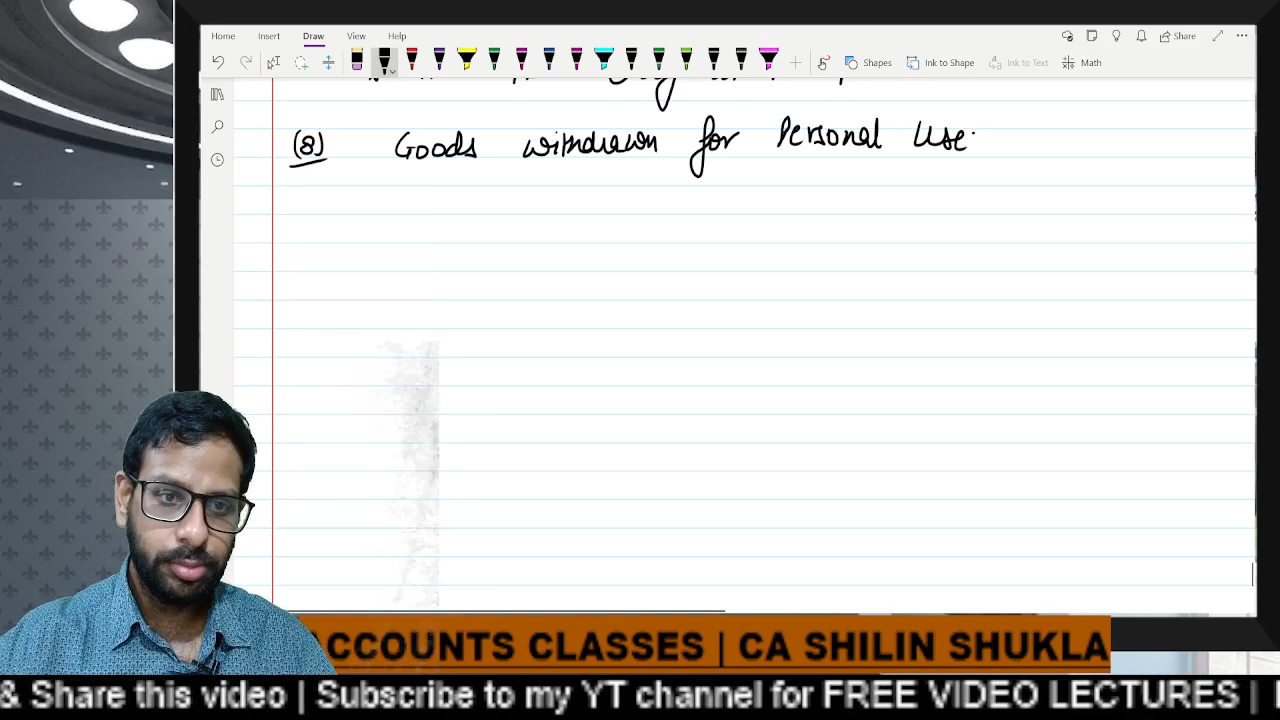 Home Insert Draw View Help
Share
Shapes Ink to Shape Ink to Text Math
(8) Goods withdrawn for Personal Use.
ACCOUNTS CLASSES | CA SHILIN SHUKLA
& Share this video | Subscribe to my YT channel for FREE VIDEO LECTURES |